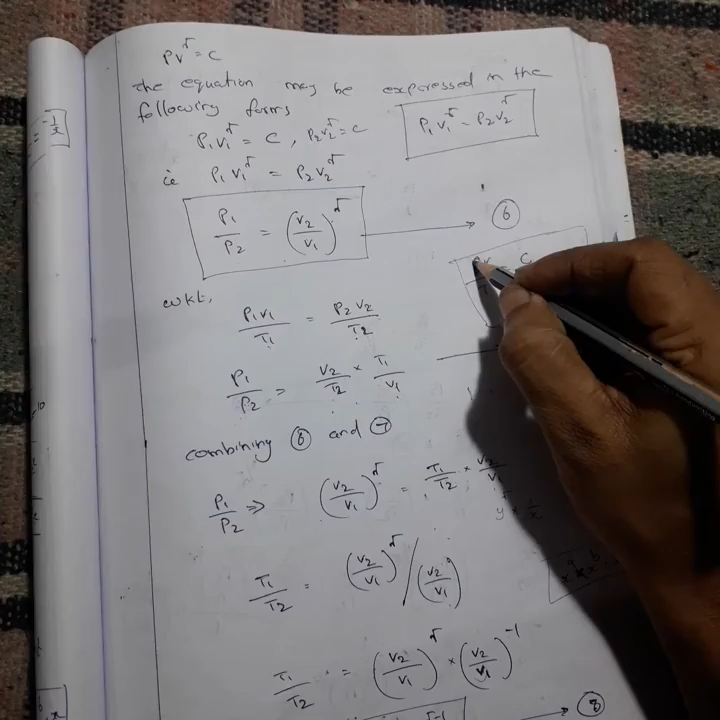 PV^γ = C
the equation may be expressed in the
following forms
P₁V₁^γ = C , P₂V₂^γ = C
P₁V₁^γ = P₂V₂^γ
ie P₁V₁^γ = P₂V₂^γ
P₁/P₂ = (V₂/V₁)^γ → ⑥
wkt,
P₁V₁/T₁ = P₂V₂/T₂
P₁/P₂ = V₂/T₂ × T₁/V₁
combining ⑥ and ⑦
P₁/P₂ ⇒ (V₂/V₁)^γ = T₁/T₂ × V₂/V₁
T₁/T₂ = (V₂/V₁)^γ / (V₂/V₁)
T₁/T₂ = (V₂/V₁)^γ × (V₂/V₁)^-1
γ-1 → ⑧